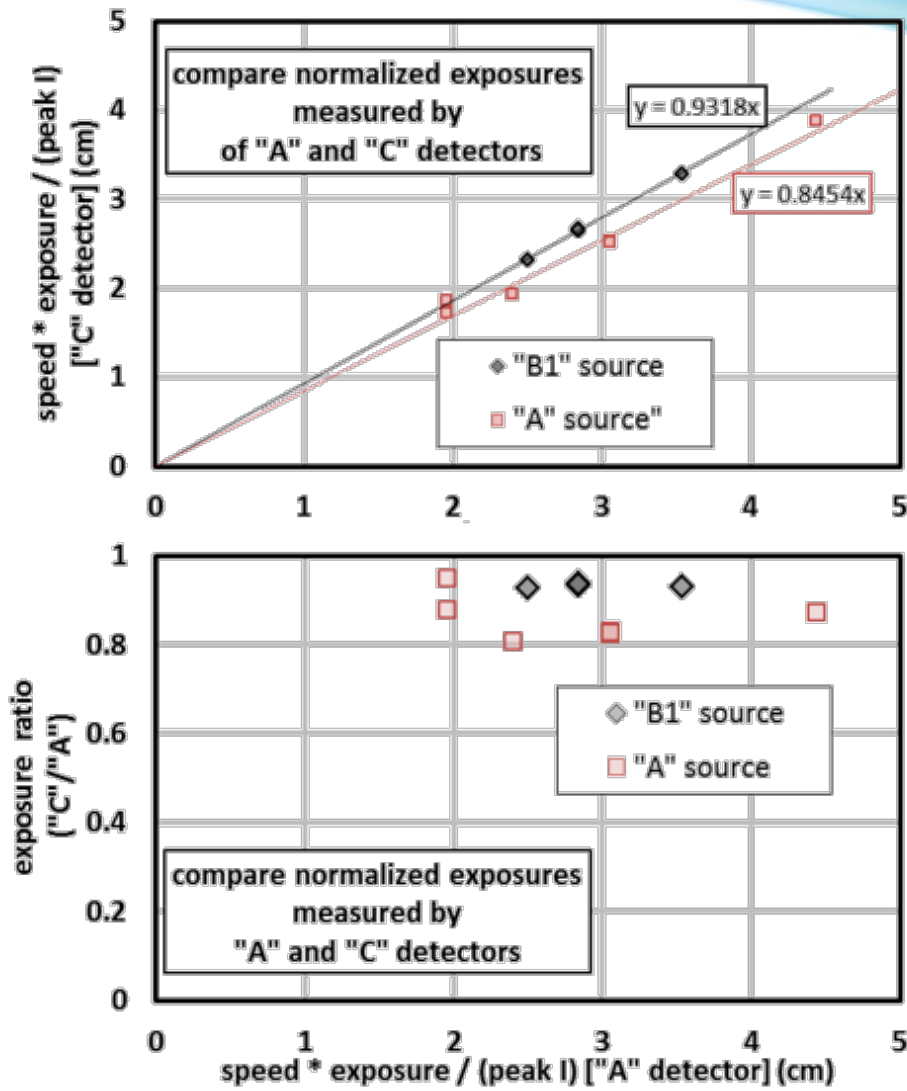 5
4
3
2
1
0
speed * exposure / (peak I)
["C" detector] (cm)
compare normalized exposures
measured by
of "A" and "C" detectors
y = 0.9318x
y = 0.8454x
"B1" source
"A" source"
0 1 2 3 4 5
1
0.8
0.6
0.4
0.2
0
exposure ratio
("C"/"A")
"B1" source
"A" source
compare normalized exposures
measured by
"A" and "C" detectors
0 1 2 3 4 5
speed * exposure / (peak I) ["A" detector] (cm)